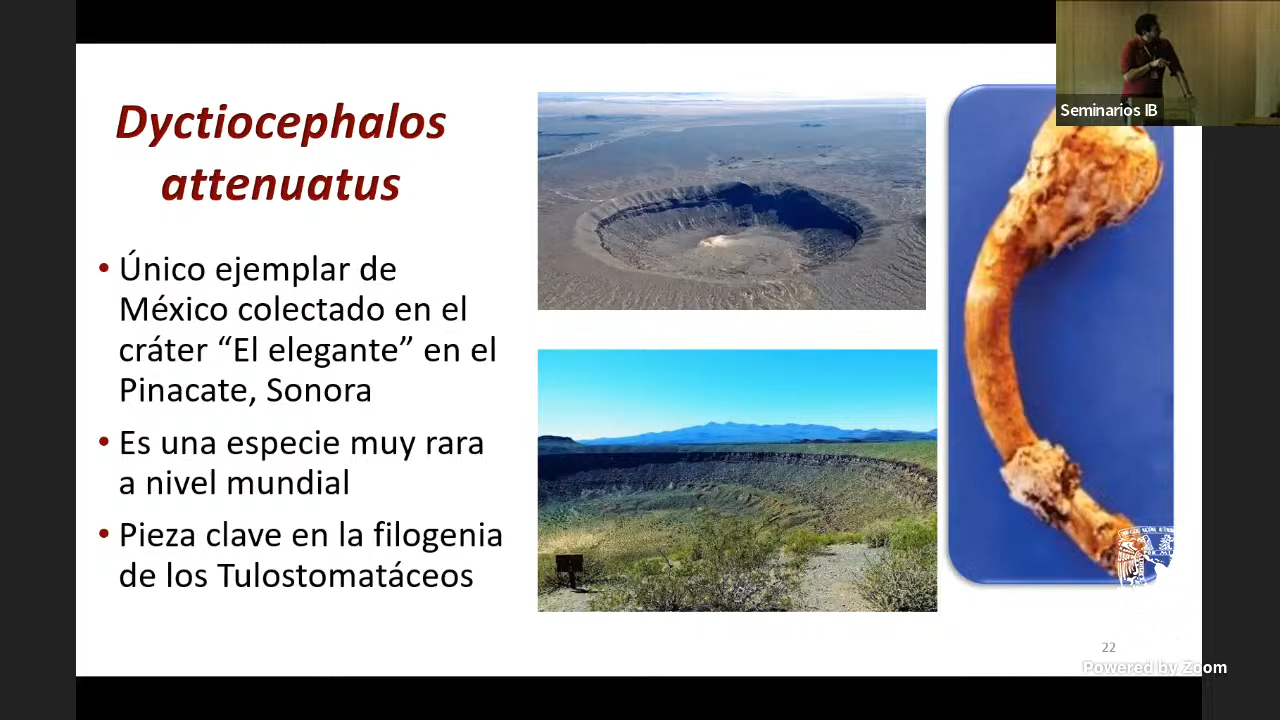 Seminarios IB
Dyctiocephalos
attenuatus
• Único ejemplar de
México colectado en el
cráter “El elegante” en el
Pinacate, Sonora
• Es una especie muy rara
a nivel mundial
• Pieza clave en la filogenia
de los Tulostomatáceos
22
Powered by Zoom